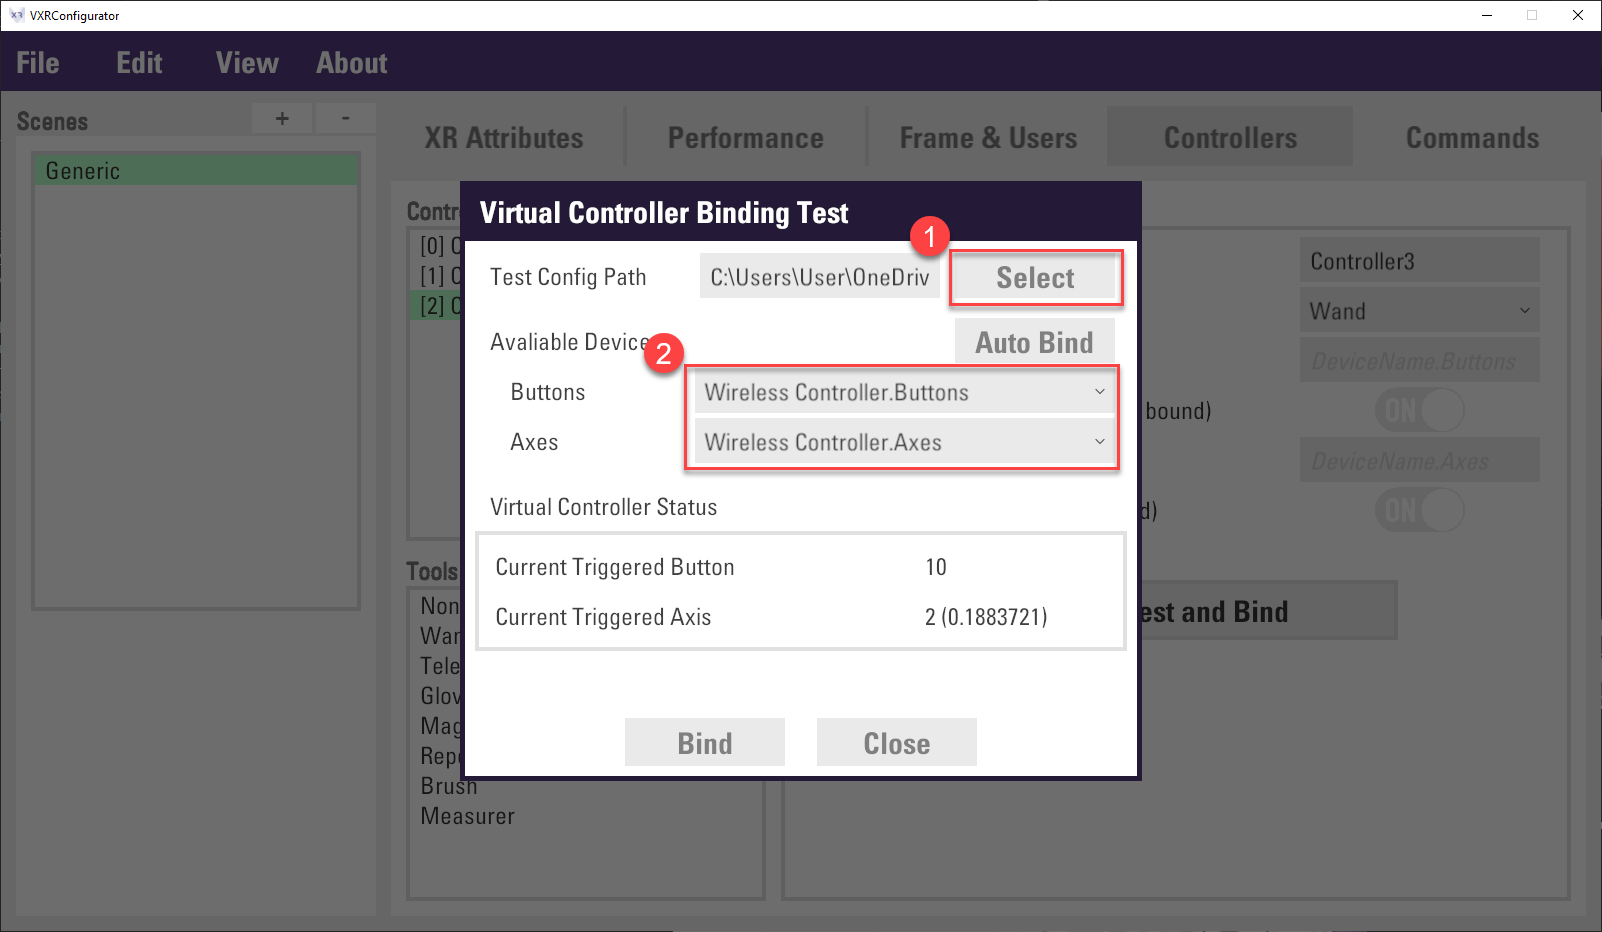 VXRConfigurator
File Edit View About
Scenes + -
Generic
XR Attributes Performance Frame & Users Controllers Commands
Contr
[0] C
[1] C
[2] C
Controller3
Wand
DeviceName.Buttons
bound) ON
DeviceName.Axes
d) ON
est and Bind
Tools
Non
War
Tele
Glov
Mag
Repo
Brush
Measurer
Virtual Controller Binding Test
1
Test Config Path C:\Users\User\OneDriv Select
Avaliable Device Auto Bind
2
Buttons Wireless Controller.Buttons
Axes Wireless Controller.Axes
Virtual Controller Status
Current Triggered Button 10
Current Triggered Axis 2 (0.1883721)
Bind Close